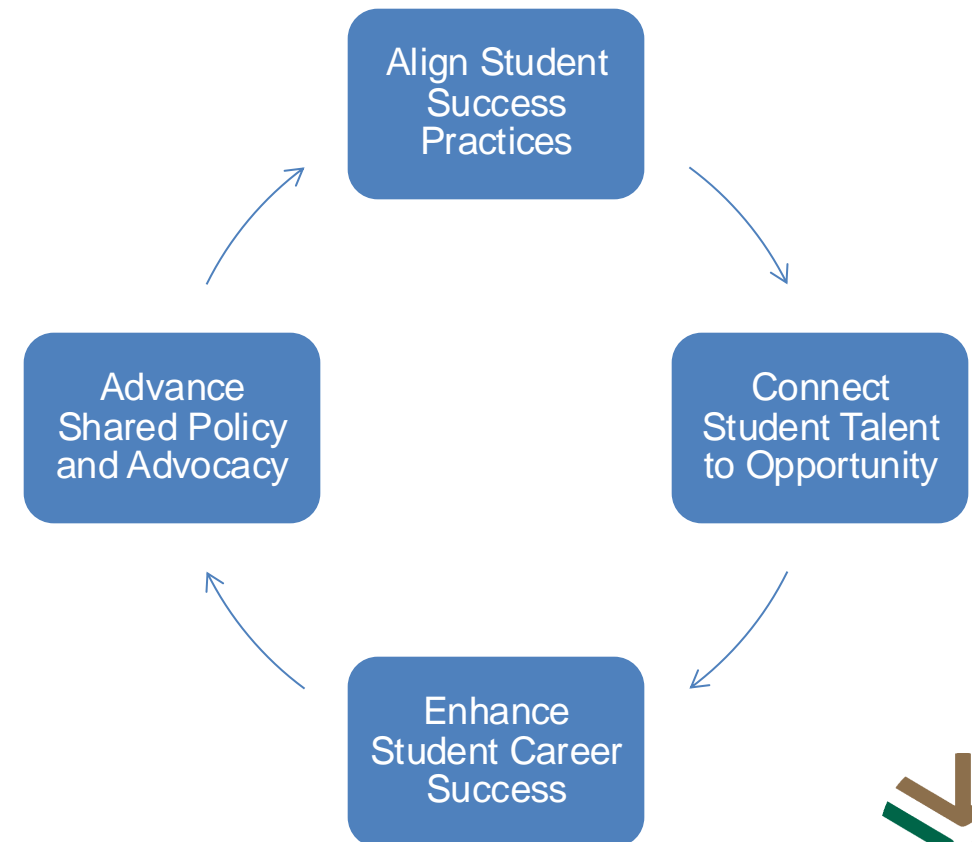 Align Student
Success
Practices
Connect
Student Talent
to Opportunity
Enhance
Student Career
Success
Advance
Shared Policy
and Advocacy